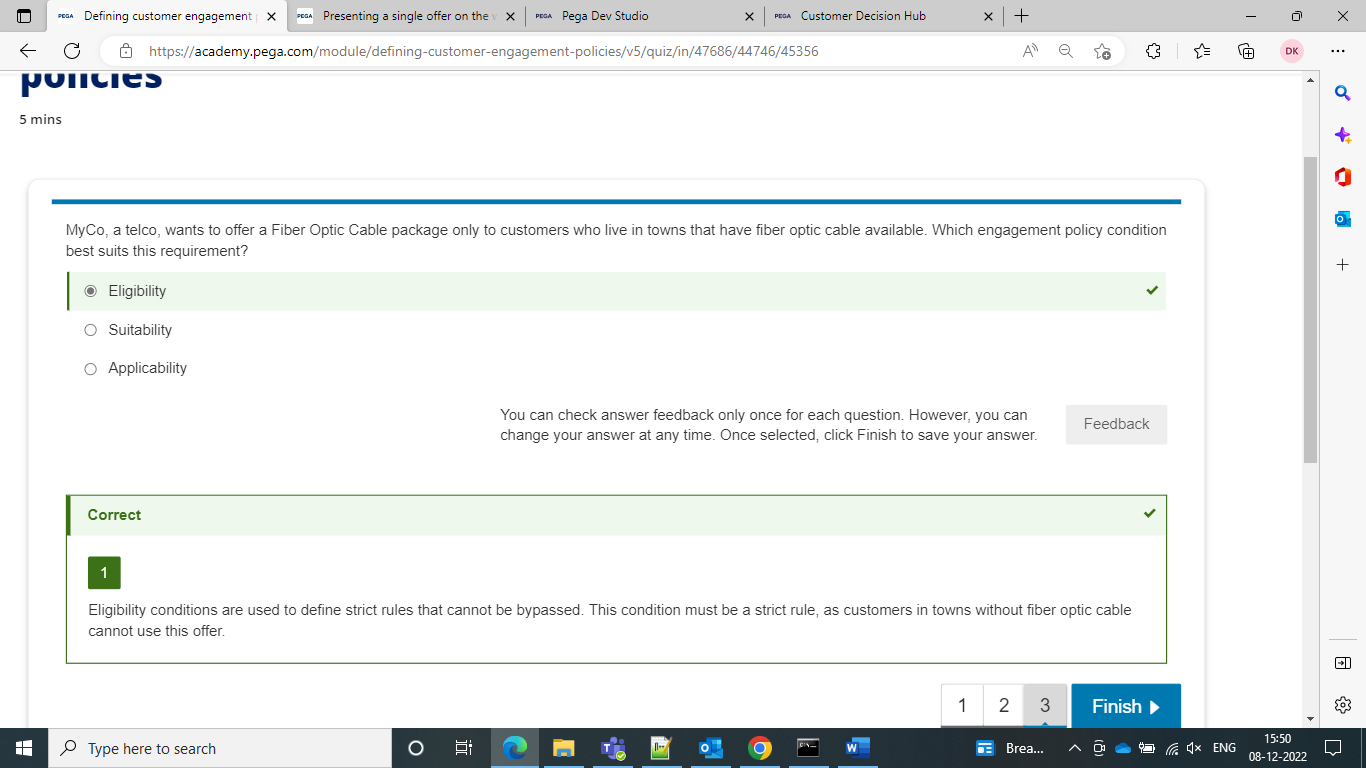 PEGA Defining customer engagement
PEGA Presenting a single offer on the
PEGA Pega Dev Studio
PEGA Customer Decision Hub
https://academy.pega.com/module/defining-customer-engagement-policies/v5/quiz/in/47686/44746/45356
DK
policies
5 mins
MyCo, a telco, wants to offer a Fiber Optic Cable package only to customers who live in towns that have fiber optic cable available. Which engagement policy condition
best suits this requirement?
Eligibility
Suitability
Applicability
You can check answer feedback only once for each question. However, you can
change your answer at any time. Once selected, click Finish to save your answer.
Feedback
Correct
1
Eligibility conditions are used to define strict rules that cannot be bypassed. This condition must be a strict rule, as customers in towns without fiber optic cable
cannot use this offer.
1 2 3 Finish
Type here to search
Brea...
ENG
15:50
08-12-2022